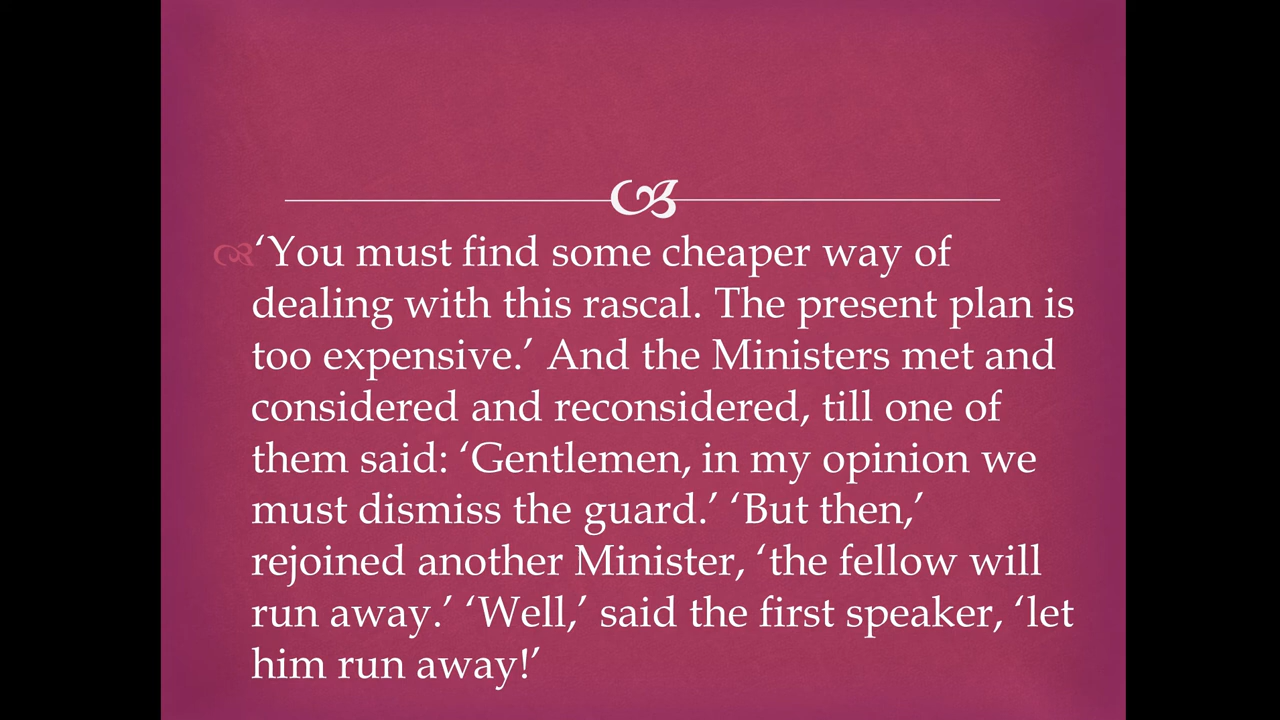 ‘You must find some cheaper way of
dealing with this rascal. The present plan is
too expensive.’ And the Ministers met and
considered and reconsidered, till one of
them said: ‘Gentlemen, in my opinion we
must dismiss the guard.’ ‘But then,’
rejoined another Minister, ‘the fellow will
run away.’ ‘Well,’ said the first speaker, ‘let
him run away!’